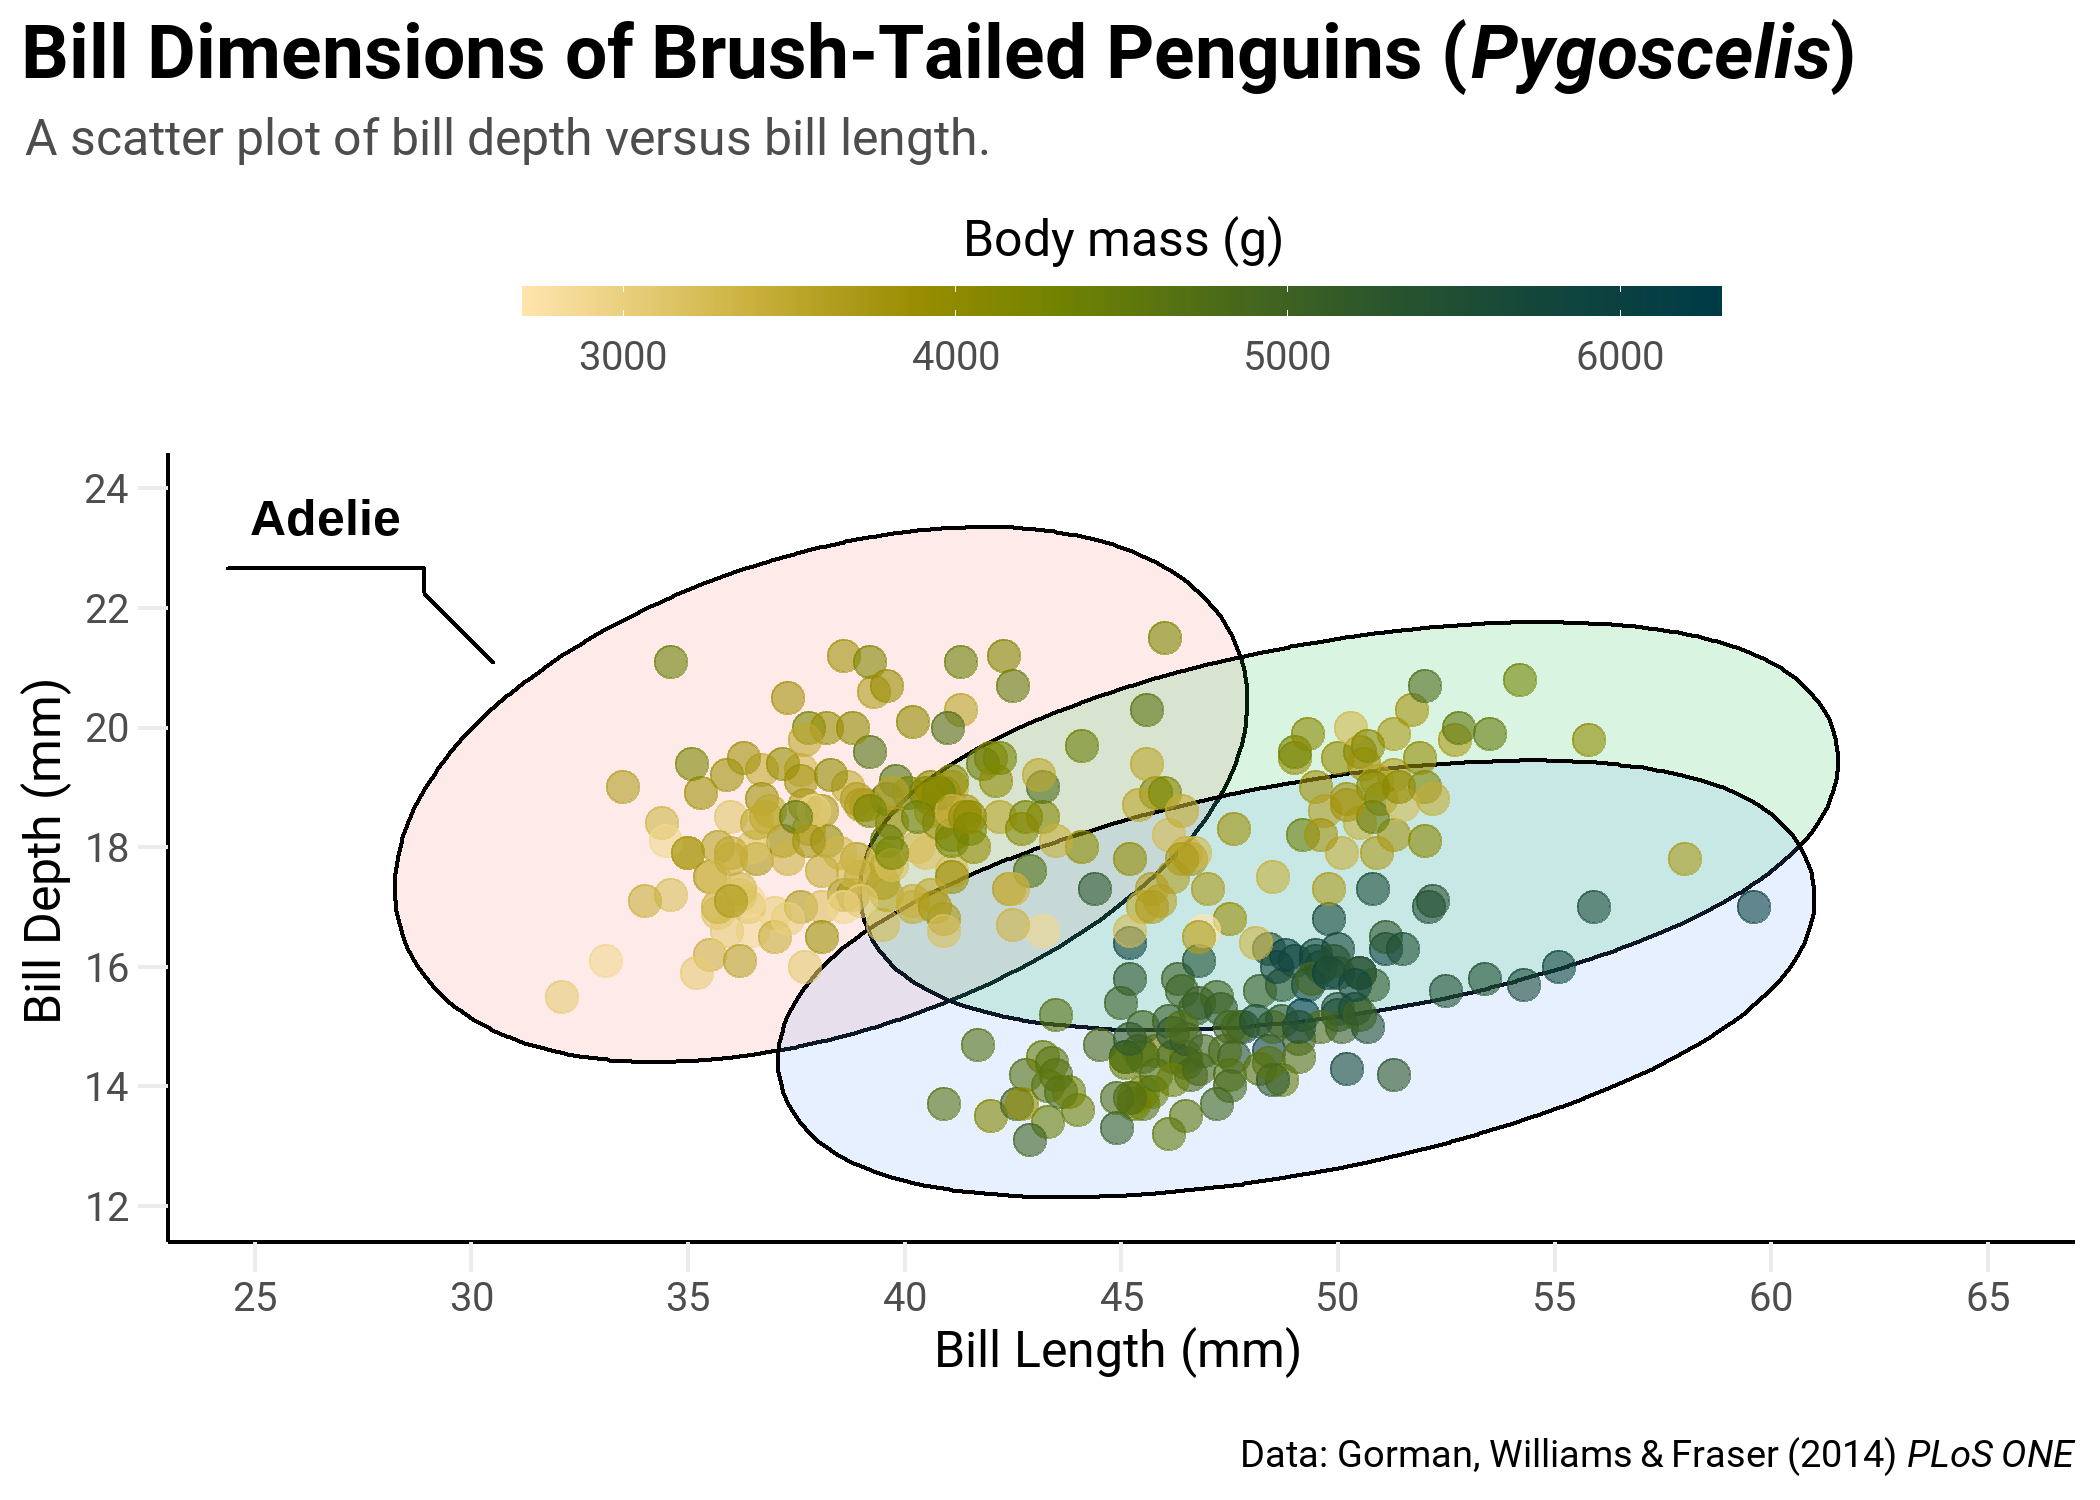 Bill Dimensions of Brush-Tailed Penguins (Pygoscelis)
A scatter plot of bill depth versus bill length.
Body mass (g)
3000 4000 5000 6000
Adelie
Bill Depth (mm)
24
22
20
18
16
14
12
25 30 35 40 45 50 55 60 65
Bill Length (mm)
Data: Gorman, Williams & Fraser (2014) PLoS ONE